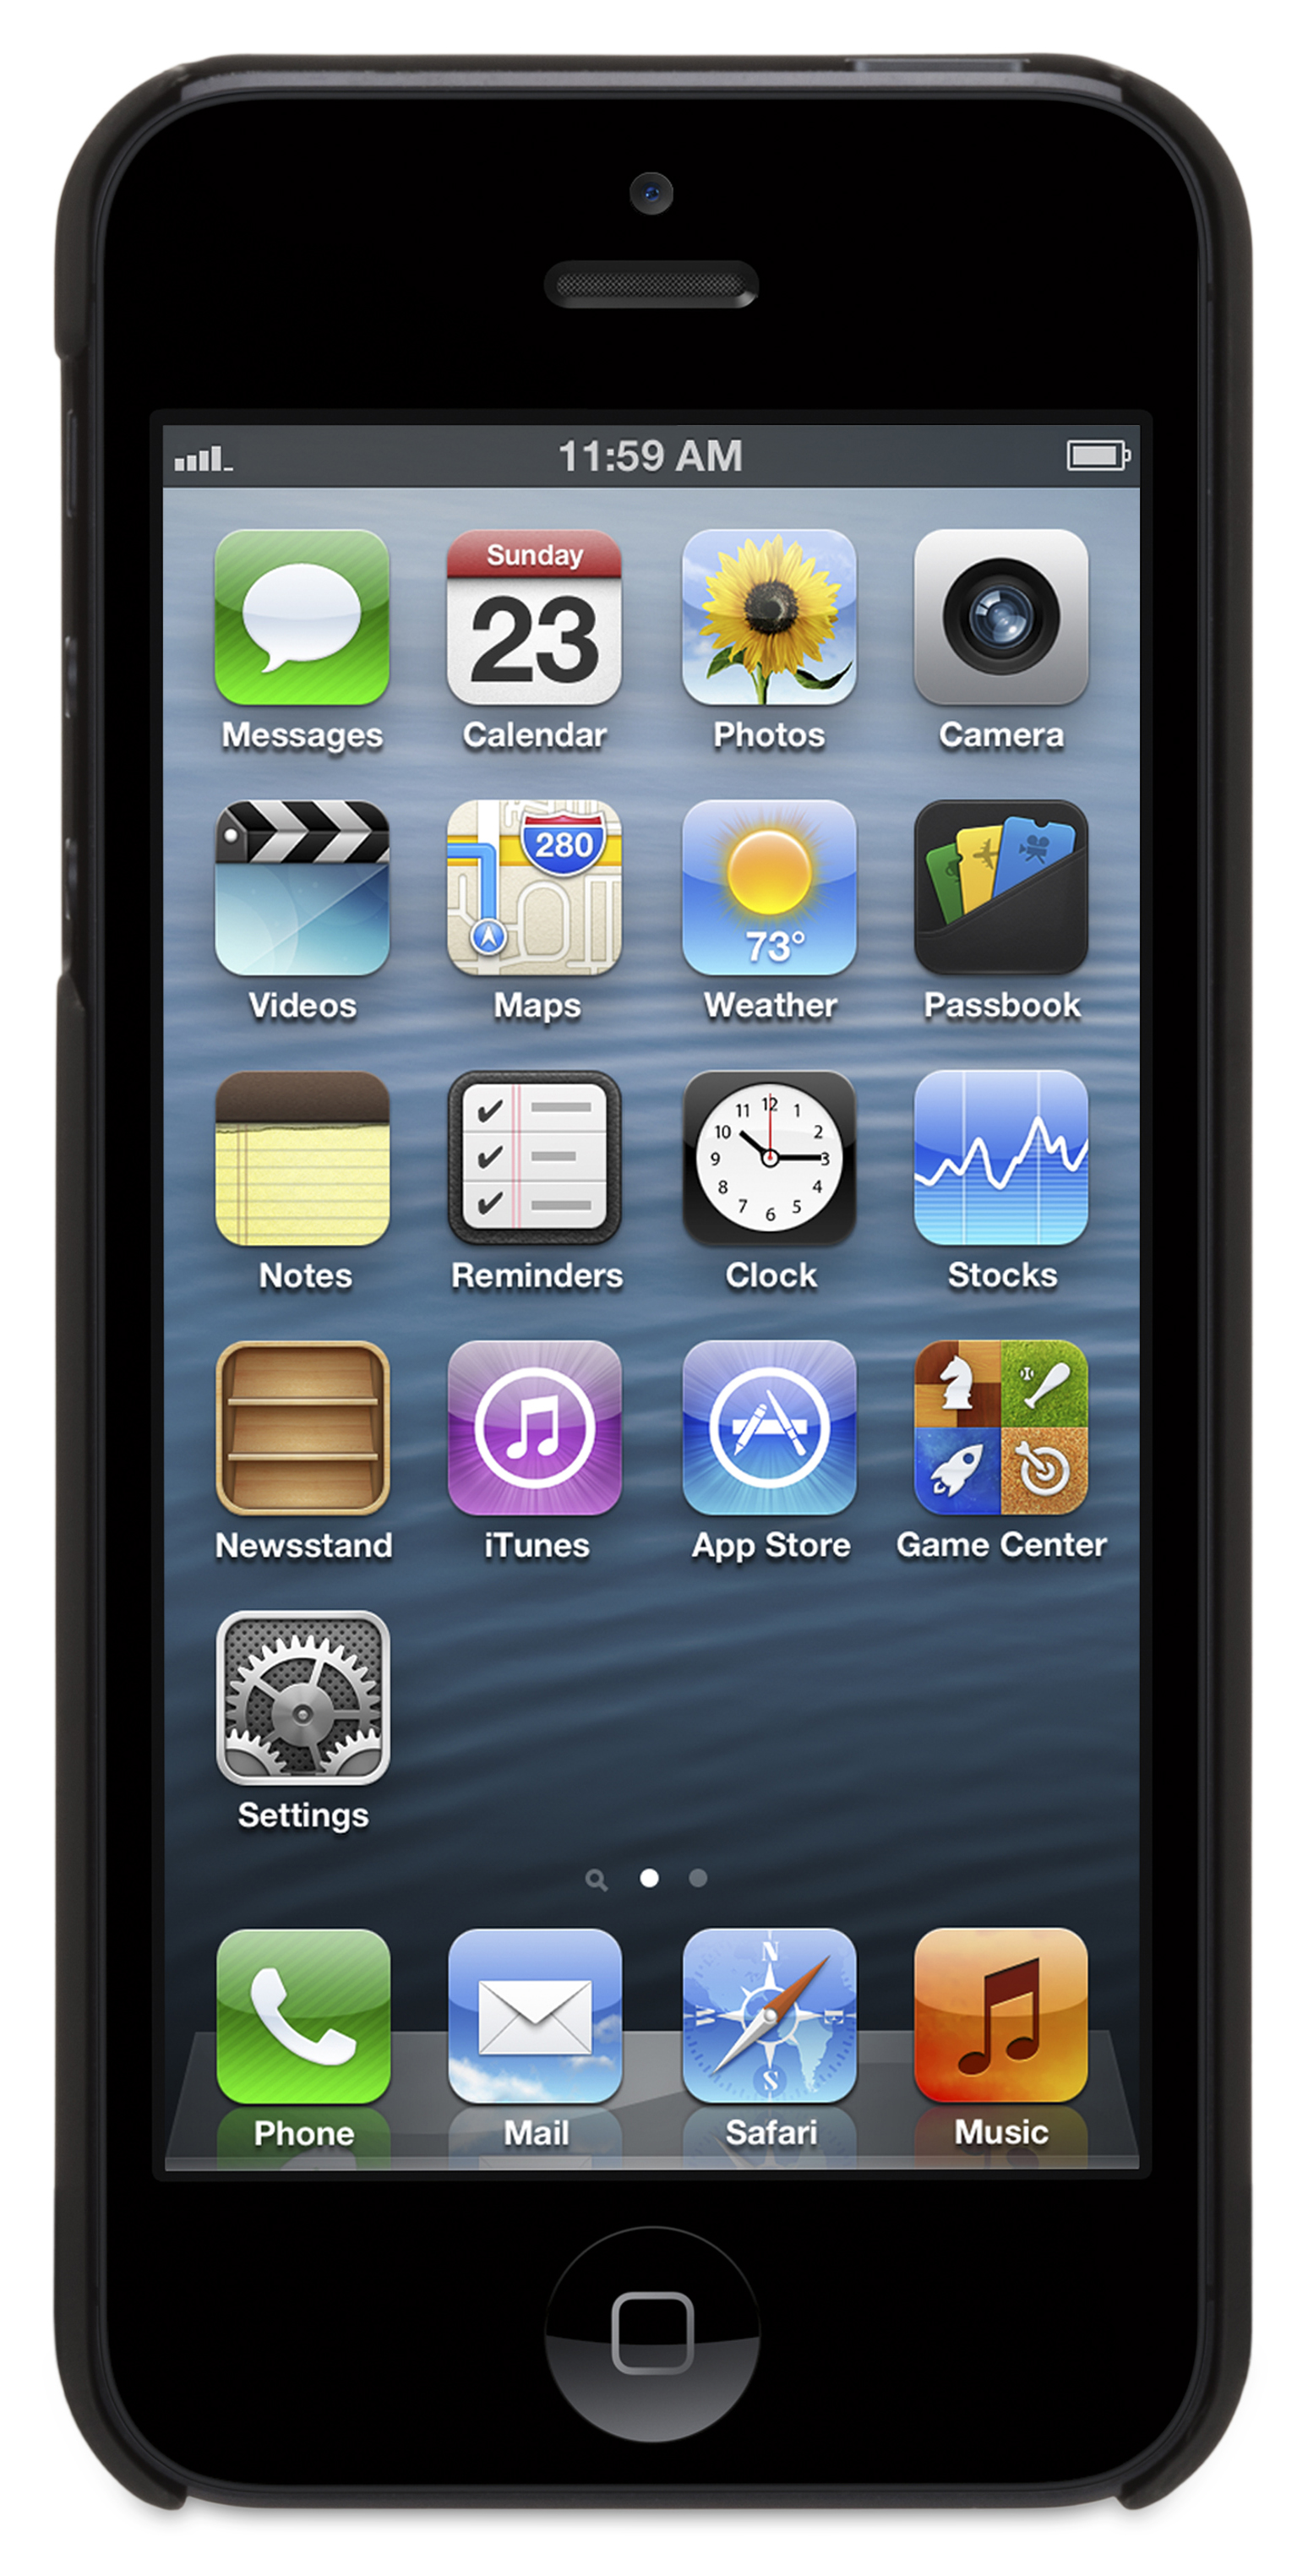 11:59 AM
Sunday
23
Messages Calendar Photos Camera
280
73°
Videos Maps Weather Passbook
12
11 1
10 2
9 3
8 4
7 5
6
Notes Reminders Clock Stocks
Newsstand iTunes App Store Game Center
Settings
N
W E
S
Phone Mail Safari Music